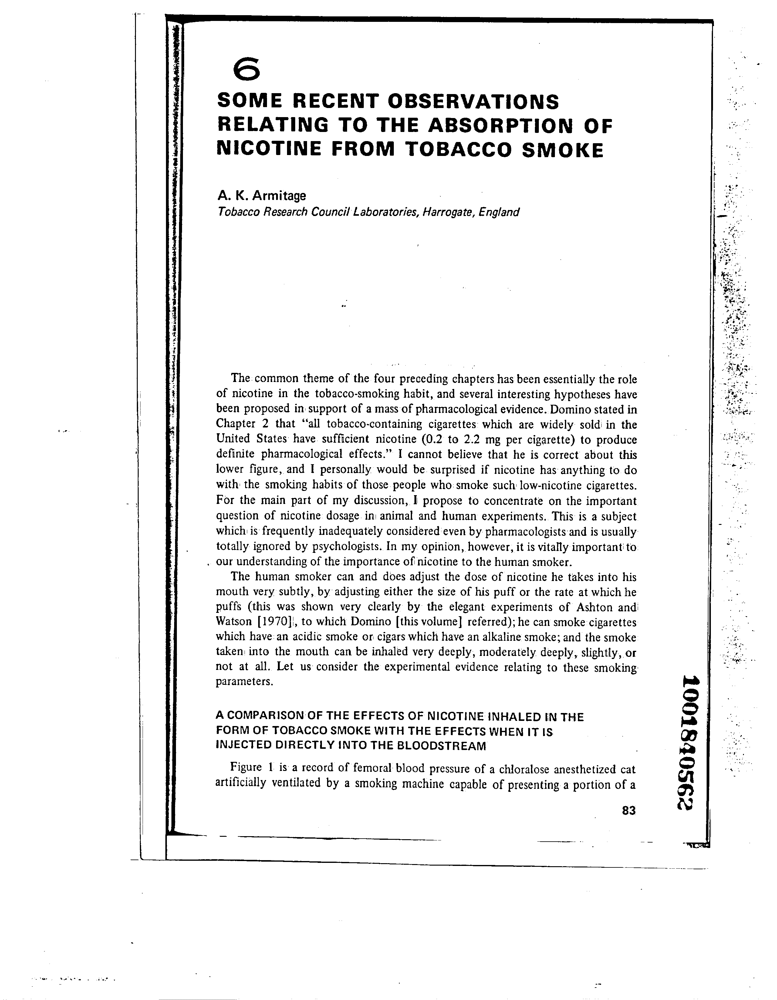 6
SOME RECENT OBSERVATIONS
RELATING TO THE ABSORPTION OF
NICOTINE FROM TOBACCO SMOKE
A. K. Armitage
Tobacco Research Council Laboratories, Harrogate, England
The common theme of the four preceding chapters has been essentially the role
of nicotine in the tobacco-smoking habit, and several interesting hypotheses have
been proposed in support of a mass of pharmacological evidence. Domino stated in
Chapter 2 that "all tobacco-containing cigarettes which are widely sold in the
United States have sufficient nicotine (0.2 to 2.2 mg per cigarette) to produce
definite pharmacological effects." I cannot believe that he is correct about this
lower figure, and I personally would be surprised if nicotine has anything to do
with the smoking habits of those people who smoke such low-nicotine cigarettes.
For the main part of my discussion, I propose to concentrate on the important
question of nicotine dosage in animal and human experiments. This is a subject
which is frequently inadequately considered even by pharmacologists and is usually
totally ignored by psychologists. In my opinion, however, it is vitally important to
our understanding of the importance of nicotine to the human smoker.
The human smoker can and does adjust the dose of nicotine he takes into his
mouth very subtly, by adjusting either the size of his puff or the rate at which he
puffs (this was shown very clearly by the elegant experiments of Ashton and
Watson [1970], to which Domino [this volume] referred); he can smoke cigarettes
which have an acidic smoke or cigars which have an alkaline smoke; and the smoke
taken into the mouth can be inhaled very deeply, moderately deeply, slightly, or
not at all. Let us consider the experimental evidence relating to these smoking
parameters.
A COMPARISON OF THE EFFECTS OF NICOTINE INHALED IN THE
FORM OF TOBACCO SMOKE WITH THE EFFECTS WHEN IT IS
INJECTED DIRECTLY INTO THE BLOODSTREAM
Figure 1 is a record of femoral blood pressure of a chloralose anesthetized cat
artificially ventilated by a smoking machine capable of presenting a portion of a
83
1001840562